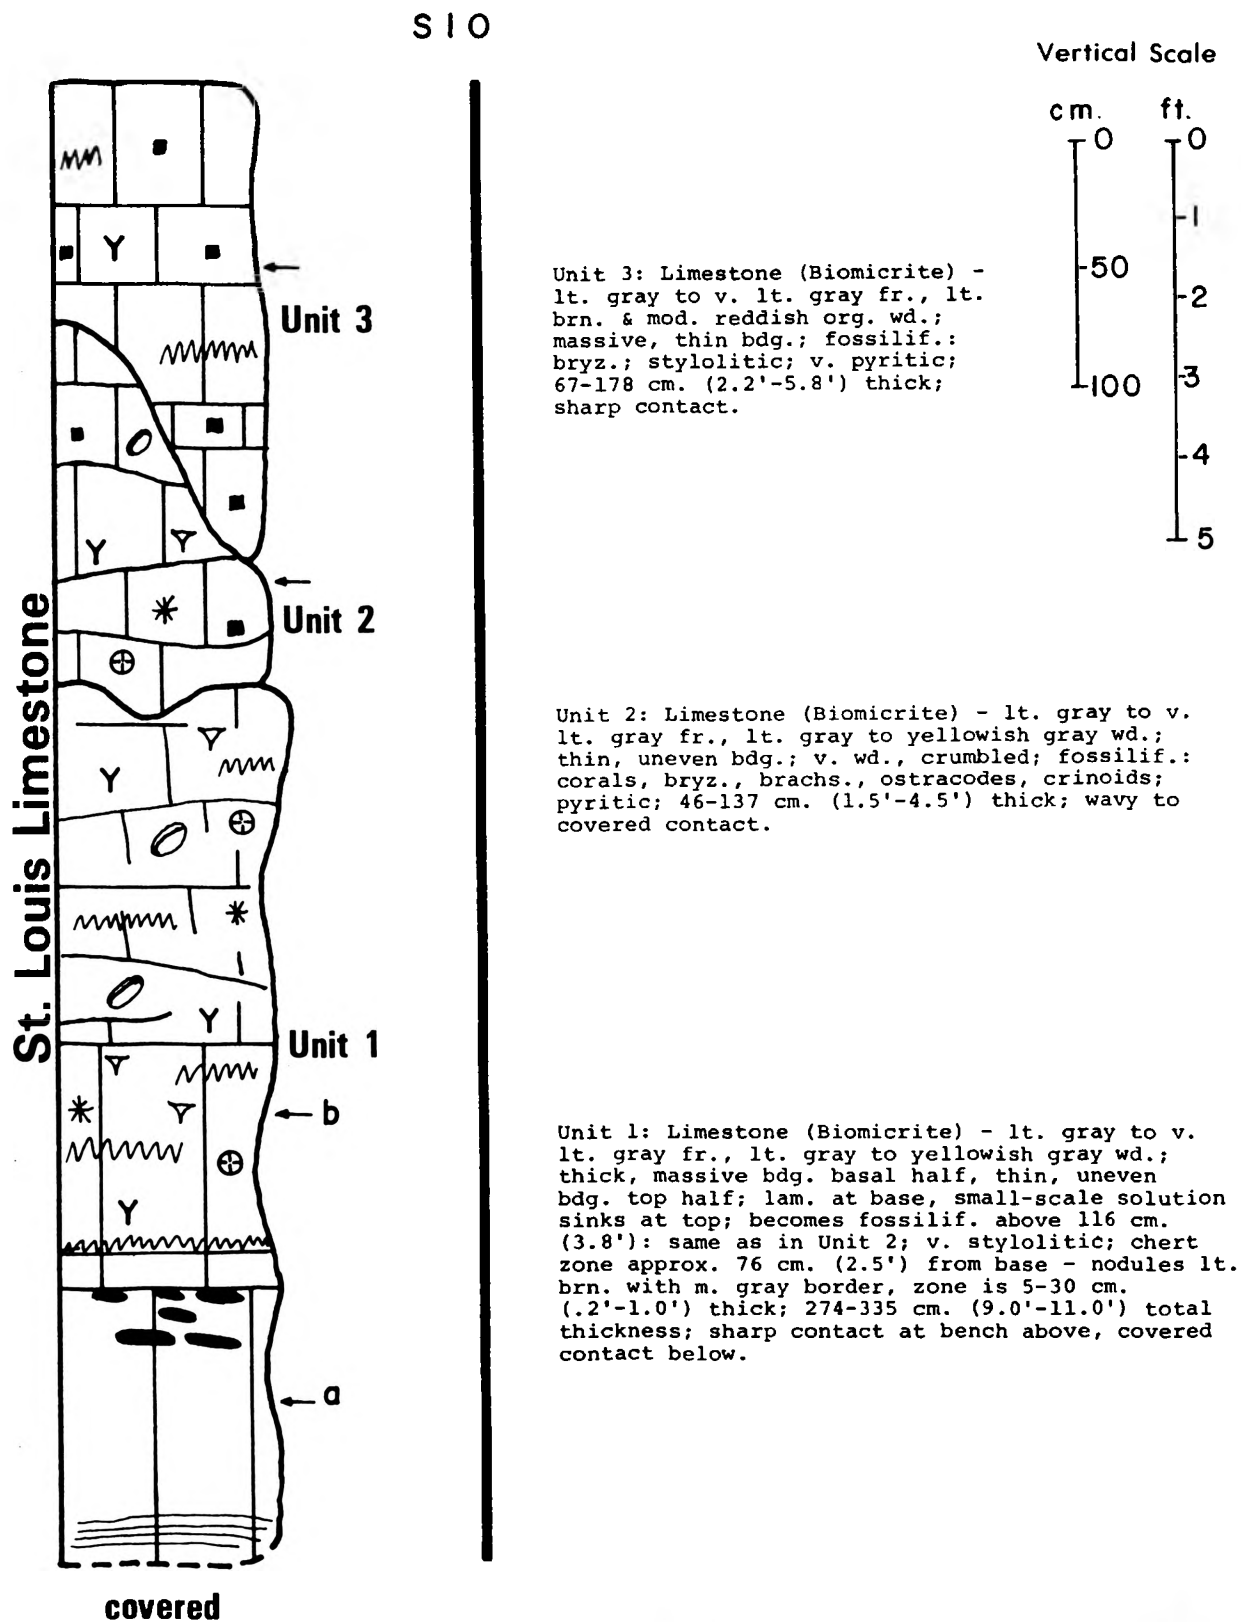 S10
Vertical Scale
cm.
ft.
0
50
100
0
1
2
3
4
5
St. Louis Limestone
Unit 3
Unit 3: Limestone (Biomicrite) -
lt. gray to v. lt. gray fr., lt.
brn. & mod. reddish org. wd.;
massive, thin bdg.; fossilif.:
bryz.; stylolitic; v. pyritic;
67-178 cm. (2.2'-5.8') thick;
sharp contact.
Unit 2
Unit 2: Limestone (Biomicrite) - lt. gray to v.
lt. gray fr., lt. gray to yellowish gray wd.;
thin, uneven bdg.; v. wd., crumbled; fossilif.:
corals, bryz., brachs., ostracodes, crinoids;
pyritic; 46-137 cm. (1.5'-4.5') thick; wavy to
covered contact.
Unit 1
b
a
Unit 1: Limestone (Biomicrite) - lt. gray to v.
lt. gray fr., lt. gray to yellowish gray wd.;
thick, massive bdg. basal half, thin, uneven
bdg. top half; lam. at base, small-scale solution
sinks at top; becomes fossilif. above 116 cm.
(3.8'): same as in Unit 2; v. stylolitic; chert
zone approx. 76 cm. (2.5') from base - nodules lt.
brn. with m. gray border, zone is 5-30 cm.
(.2'-1.0') thick; 274-335 cm. (9.0'-11.0') total
thickness; sharp contact at bench above, covered
contact below.
covered